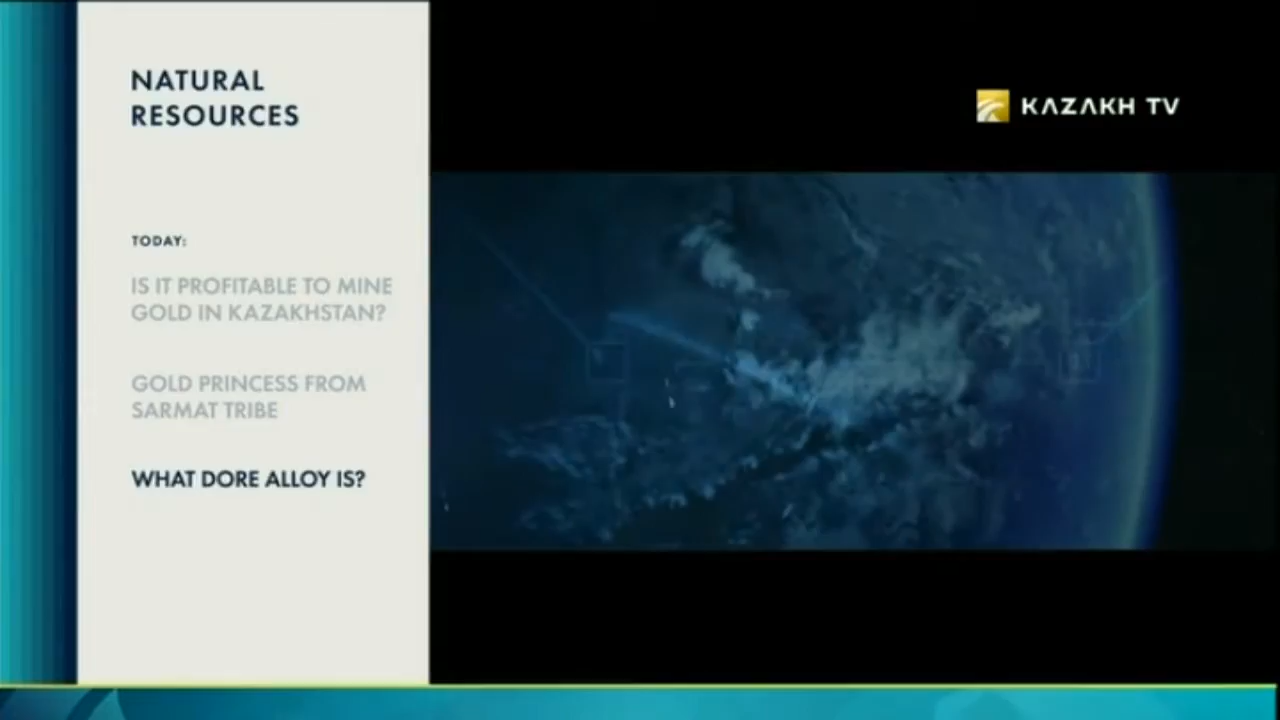 NATURAL
RESOURCES
KAZAKH TV
TODAY:
IS IT PROFITABLE TO MINE
GOLD IN KAZAKHSTAN?
GOLD PRINCESS FROM
SARMAT TRIBE
WHAT DORE ALLOY IS?